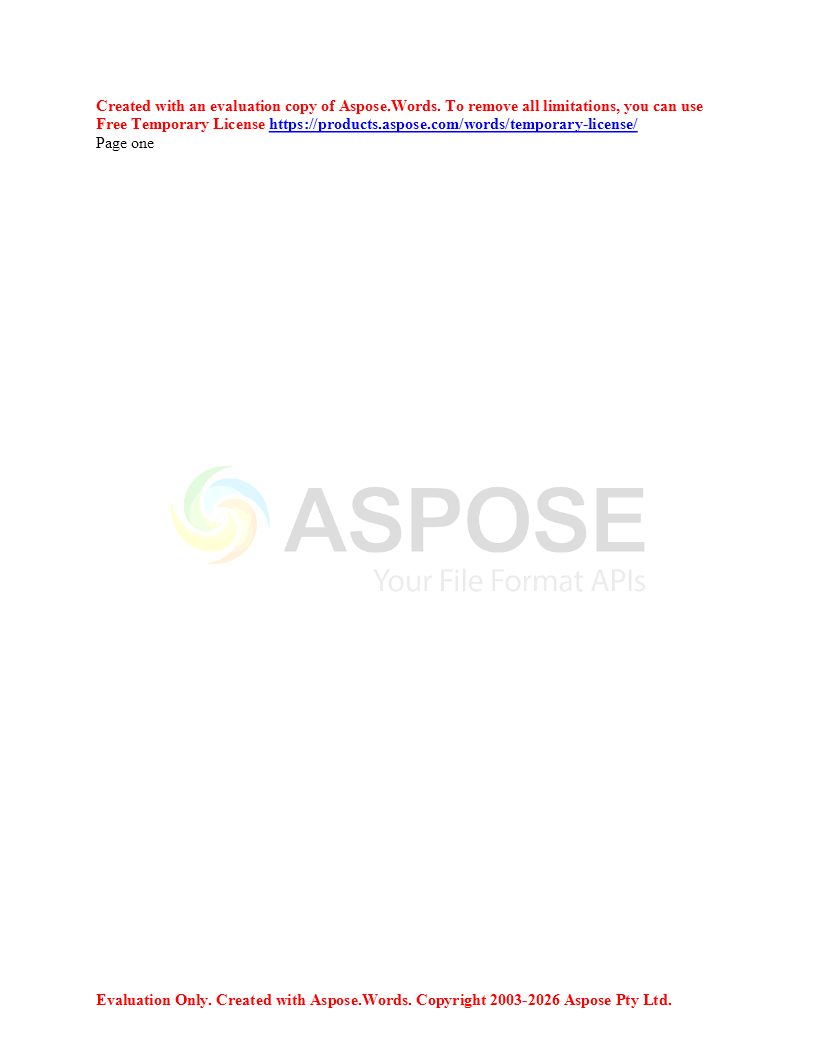 Created with an evaluation copy of Aspose.Words. To remove all limitations, you can use
Free Temporary License https://products.aspose.com/words/temporary-license/
Page one
ASPOSE
Your File Format APIs
Evaluation Only. Created with Aspose.Words. Copyright 2003-2026 Aspose Pty Ltd.